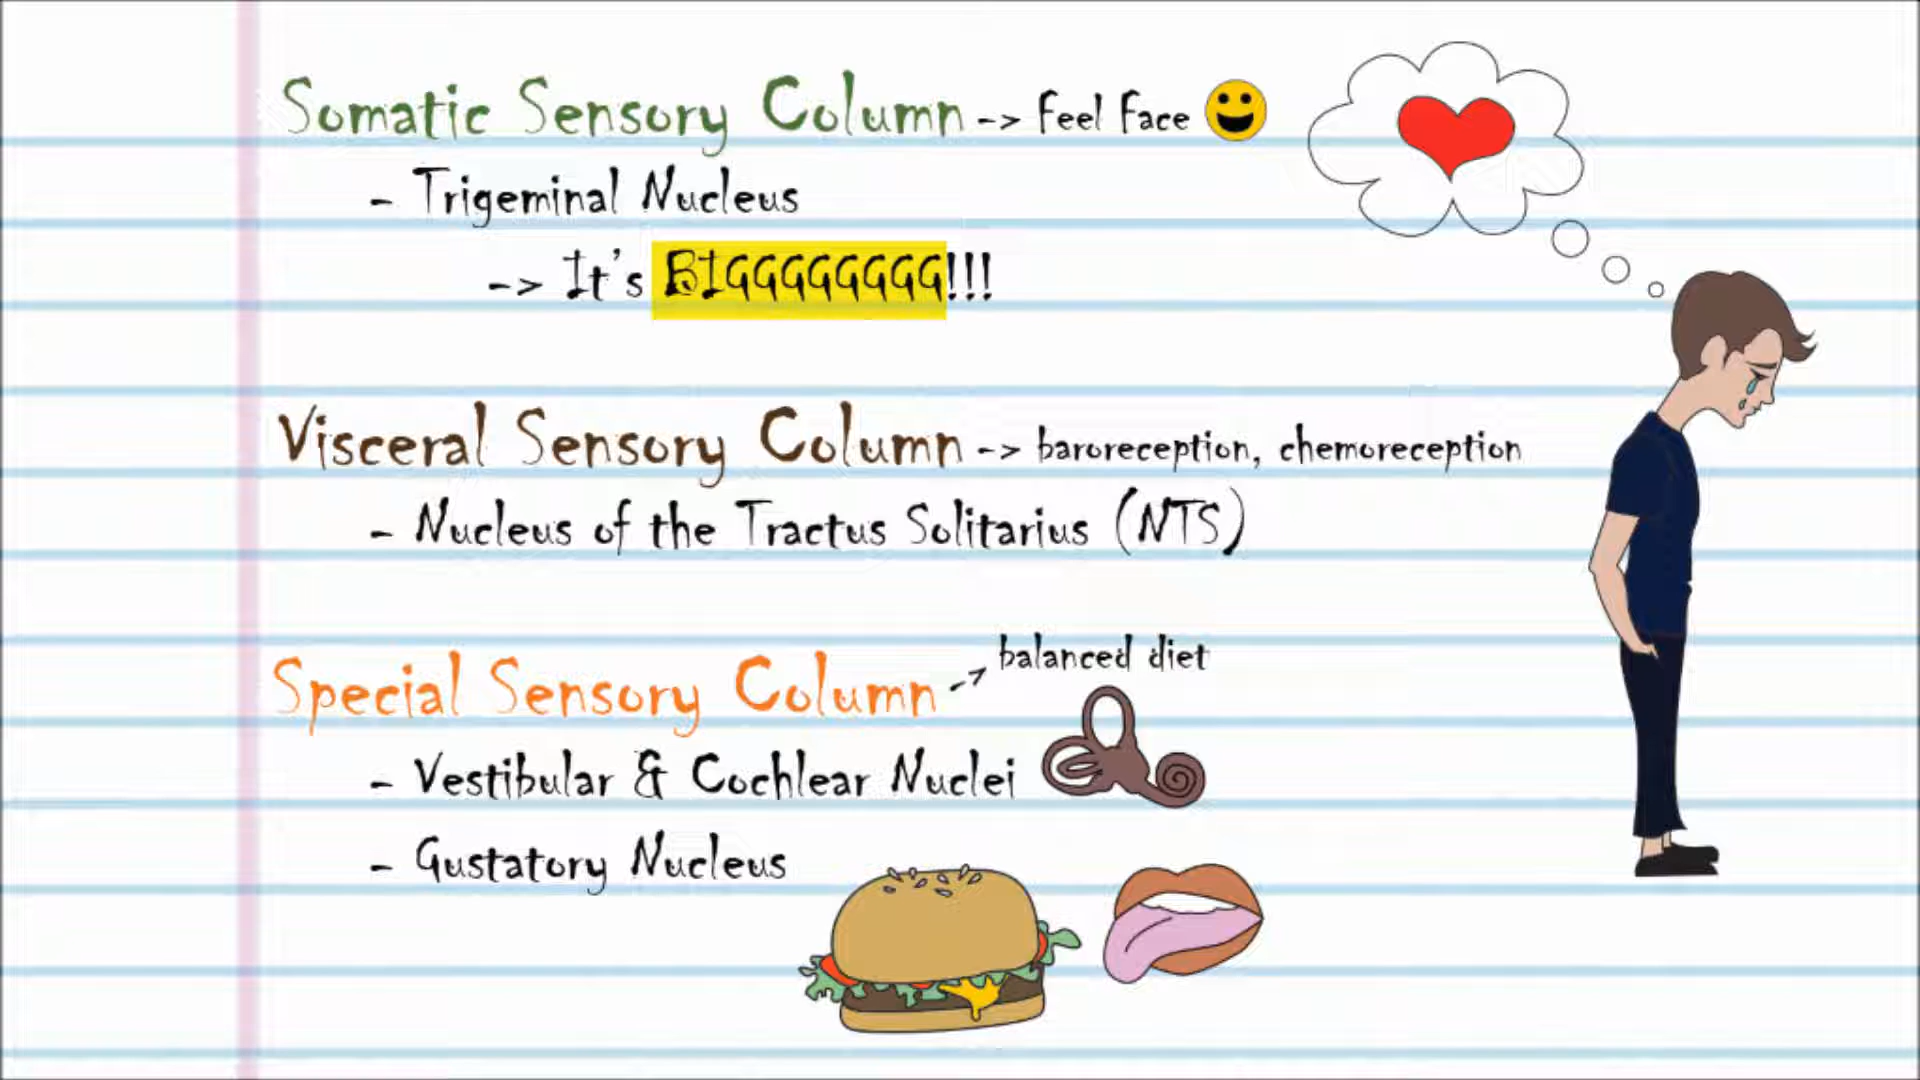 Somatic Sensory Column -> Feel Face
- Trigeminal Nucleus
-> It's BIGGGGGGGG!!!
Visceral Sensory Column -> baroreception, chemoreception
- Nucleus of the Tractus Solitarius (NTS)
Special Sensory Column -> balanced diet
- Vestibular & Cochlear Nuclei
- Gustatory Nucleus